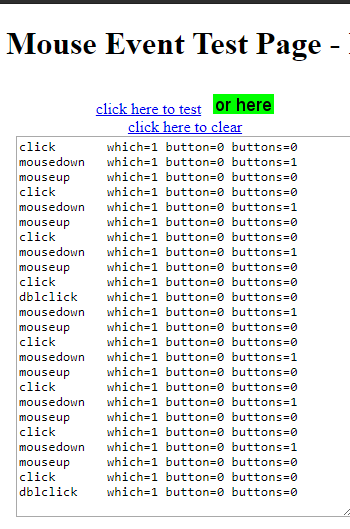 Mouse Event Test Page -
click here to test or here
click here to clear
click which=1 button=0 buttons=0
mousedown which=1 button=0 buttons=1
mouseup which=1 button=0 buttons=0
click which=1 button=0 buttons=0
mousedown which=1 button=0 buttons=1
mouseup which=1 button=0 buttons=0
click which=1 button=0 buttons=0
mousedown which=1 button=0 buttons=1
mouseup which=1 button=0 buttons=0
click which=1 button=0 buttons=0
dblclick which=1 button=0 buttons=0
mousedown which=1 button=0 buttons=1
mouseup which=1 button=0 buttons=0
click which=1 button=0 buttons=0
mousedown which=1 button=0 buttons=1
mouseup which=1 button=0 buttons=0
click which=1 button=0 buttons=0
mousedown which=1 button=0 buttons=1
mouseup which=1 button=0 buttons=0
click which=1 button=0 buttons=0
mousedown which=1 button=0 buttons=1
mouseup which=1 button=0 buttons=0
click which=1 button=0 buttons=0
dblclick which=1 button=0 buttons=0